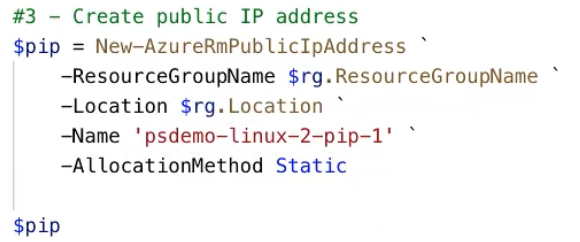 #3 - Create public IP address
$pip = New-AzureRmPublicIpAddress `
    -ResourceGroupName $rg.ResourceGroupName `
    -Location $rg.Location `
    -Name 'psdemo-linux-2-pip-1' `
    -AllocationMethod Static
$pip